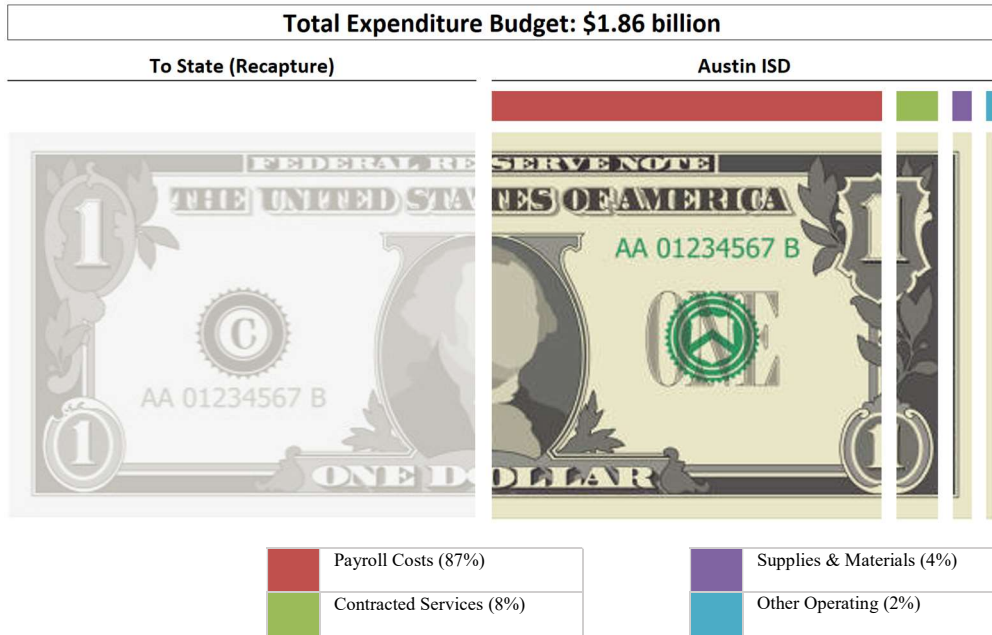 Total Expenditure Budget: $1.86 billion
To State (Recapture)
Austin ISD
FEDERAL RESERVE NOTE
THE UNITED STATES OF AMERICA
1
1
AA 01234567 B
C
ONE
AA 01234567 B
1
1
ONE DOLLAR
Payroll Costs (87%)
Supplies & Materials (4%)
Contracted Services (8%)
Other Operating (2%)